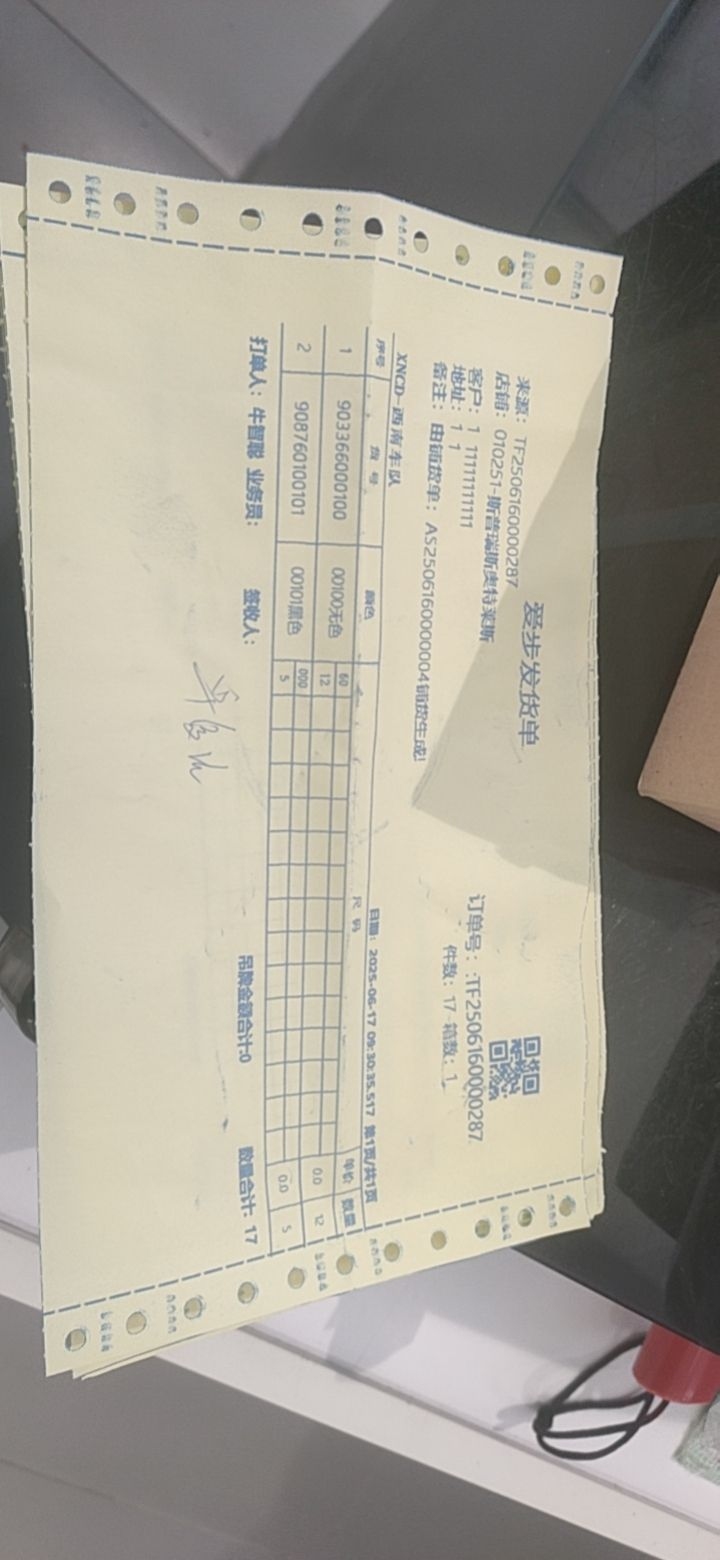 爱步发货单
来源：TF2506160000287
店铺：010251-斯普瑞斯奥特莱斯
订单号：:TF2506160000287
客户：1 11111111111
件数：17 箱数：1
地址：1 1
备注：由铺货单：AS2506160000004铺货生成!
XNCD-西南车队
日期：2025-06-17 09:30:35.517 第1页/共1页
序号 货号 颜色 尺码 单价 数量
60
1 903366000100 00100无色 12 0.0 12
000
2 908760100101 00101黑色 5 0.0 5
打单人：牛智聪 业务员： 签收人： 吊牌金额合计:0 数量合计: 17